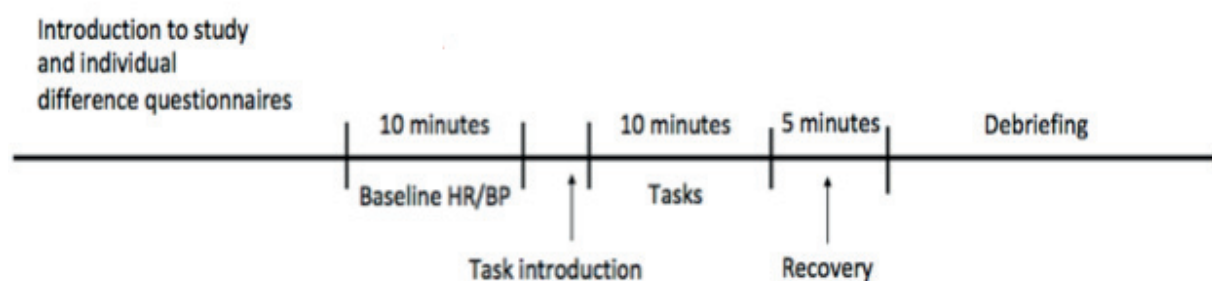 Introduction to study
and individual
difference questionnaires
10 minutes
10 minutes
5 minutes
Debriefing
Baseline HR/BP
Tasks
Task introduction
Recovery